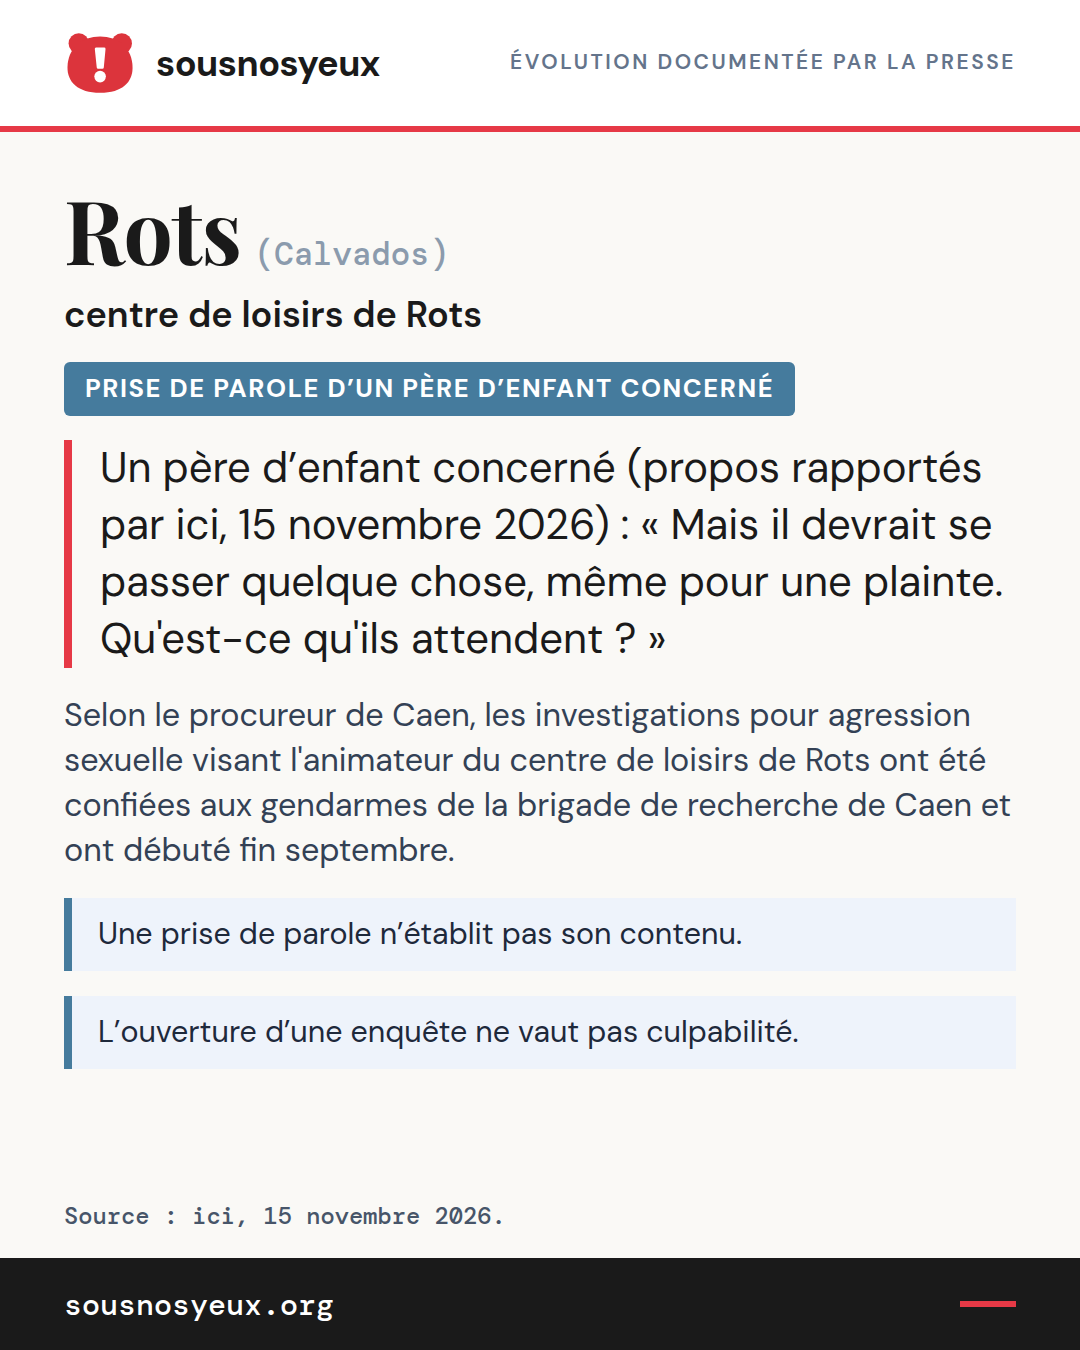 sousnosyeux
ÉVOLUTION DOCUMENTÉE PAR LA PRESSE
Rots (Calvados)
centre de loisirs de Rots
PRISE DE PAROLE D’UN PÈRE D’ENFANT CONCERNÉ
Un père d’enfant concerné (propos rapportés
par ici, 15 novembre 2026) : « Mais il devrait se
passer quelque chose, même pour une plainte.
Qu'est-ce qu'ils attendent ? »
Selon le procureur de Caen, les investigations pour agression
sexuelle visant l'animateur du centre de loisirs de Rots ont été
confiées aux gendarmes de la brigade de recherche de Caen et
ont débuté fin septembre.
Une prise de parole n’établit pas son contenu.
L’ouverture d’une enquête ne vaut pas culpabilité.
Source : ici, 15 novembre 2026.
sousnosyeux.org